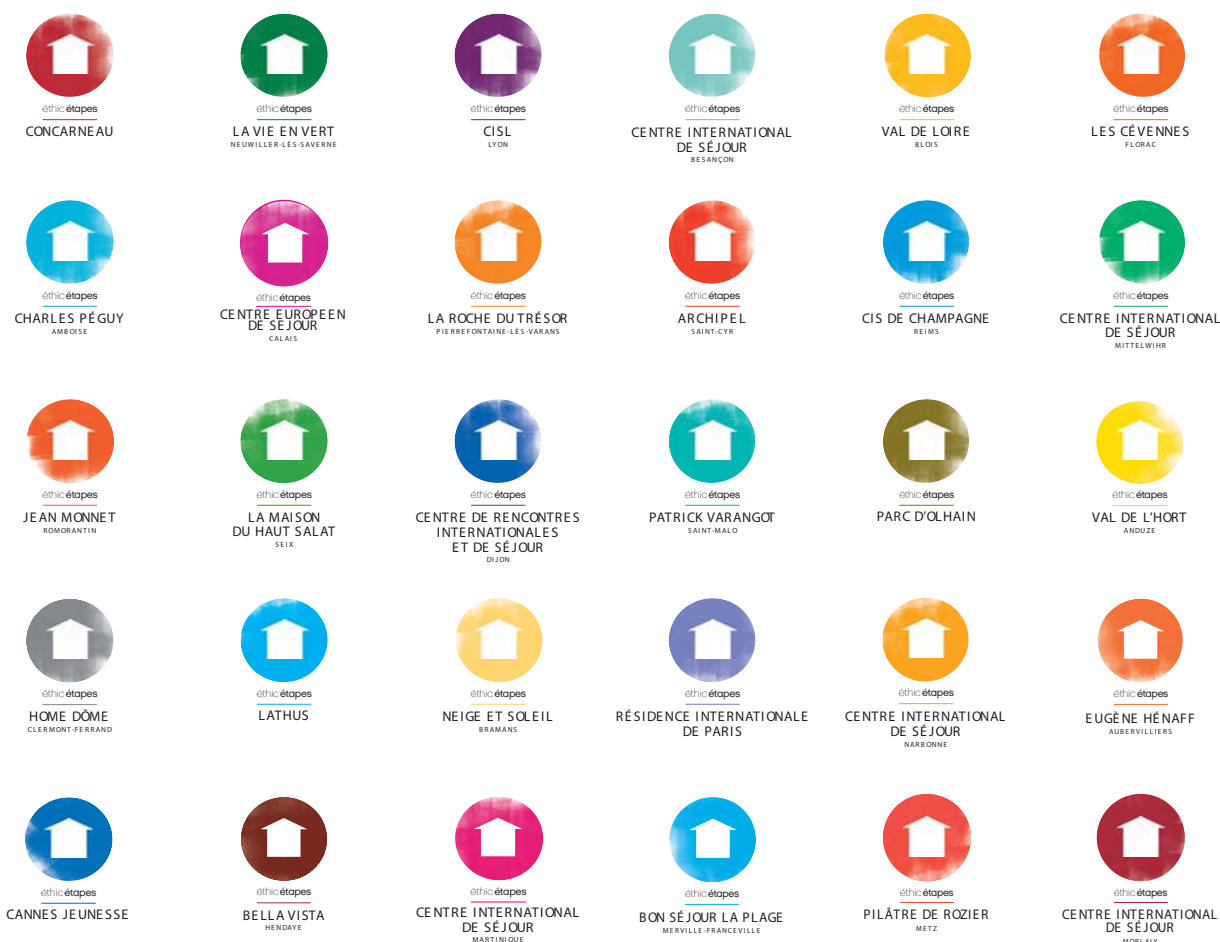 éthic étapes
CONCARNEAU
éthic étapes
LA VIE EN VERT
NEUWILLER-LÈS-SAVERNE
éthic étapes
CISL
LYON
éthic étapes
CENTRE INTERNATIONAL
DE SÉJOUR
BESANÇON
éthic étapes
VAL DE LOIRE
BLOIS
éthic étapes
LES CÉVENNES
FLORAC
éthic étapes
CHARLES PÉGUY
AMBOISE
éthic étapes
CENTRE EUROPEEN
DE SÉJOUR
CALAIS
éthic étapes
LA ROCHE DU TRÉSOR
PIERREFONTAINE-LÈS-VARANS
éthic étapes
ARCHIPEL
SAINT-CYR
éthic étapes
CIS DE CHAMPAGNE
REIMS
éthic étapes
CENTRE INTERNATIONAL
DE SÉJOUR
MITTELWIHR
éthic étapes
JEAN MONNET
ROMORANTIN
éthic étapes
LA MAISON
DU HAUT SALAT
SEIX
éthic étapes
CENTRE DE RENCONTRES
INTERNATIONALES
ET DE SÉJOUR
DIJON
éthic étapes
PATRICK VARANGOT
SAINT-MALO
éthic étapes
PARC D'OLHAIN
éthic étapes
VAL DE L'HORT
ANDUZE
éthic étapes
HOME DÔME
CLERMONT-FERRAND
éthic étapes
LATHUS
éthic étapes
NEIGE ET SOLEIL
BRAMANS
éthic étapes
RÉSIDENCE INTERNATIONALE
DE PARIS
éthic étapes
CENTRE INTERNATIONAL
DE SÉJOUR
NARBONNE
éthic étapes
EUGÈNE HÉNAFF
AUBERVILLIERS
éthic étapes
CANNES JEUNESSE
éthic étapes
BELLA VISTA
HENDAYE
éthic étapes
CENTRE INTERNATIONAL
DE SÉJOUR
MARTINIQUE
éthic étapes
BON SÉJOUR LA PLAGE
MERVILLE-FRANCEVILLE
éthic étapes
PILÂTRE DE ROZIER
METZ
éthic étapes
CENTRE INTERNATIONAL
DE SÉJOUR
MORLAIX